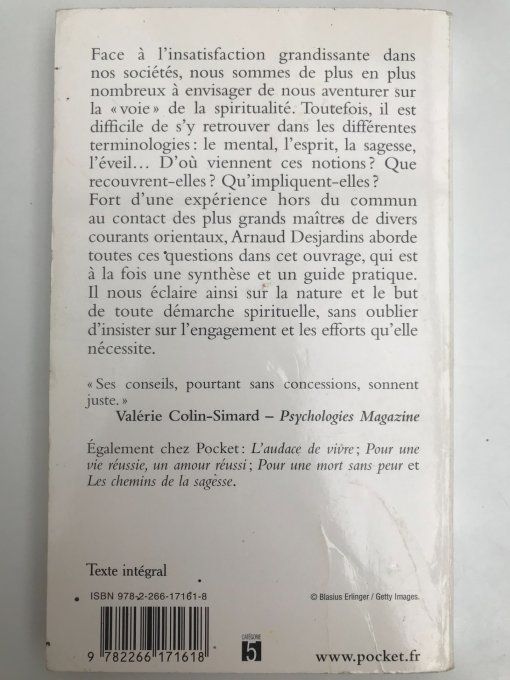 Face à l'insatisfaction grandissante dans
nos sociétés, nous sommes de plus en plus
nombreux à envisager de nous aventurer sur
la « voie » de la spiritualité. Toutefois, il est
difficile de s'y retrouver dans les différentes
terminologies : le mental, l'esprit, la sagesse,
l'éveil... D'où viennent ces notions ? Que
recouvrent-elles ? Qu'impliquent-elles ?
Fort d'une expérience hors du commun
au contact des plus grands maîtres de divers
courants orientaux, Arnaud Desjardins aborde
toutes ces questions dans cet ouvrage, qui est
à la fois une synthèse et un guide pratique.
Il nous éclaire ainsi sur la nature et le but
de toute démarche spirituelle, sans oublier
d'insister sur l'engagement et les efforts qu'elle
nécessite.
« Ses conseils, pourtant sans concessions, sonnent
juste. »
Valérie Colin-Simard – Psychologies Magazine
Également chez Pocket : L'audace de vivre ; Pour une
vie réussie, un amour réussi ; Pour une mort sans peur et
Les chemins de la sagesse.
Texte intégral
ISBN 978-2-266-17161-8
© Blasius Erlinger / Getty Images.
CATÉGORIE
5
9 782266 171618
www.pocket.fr